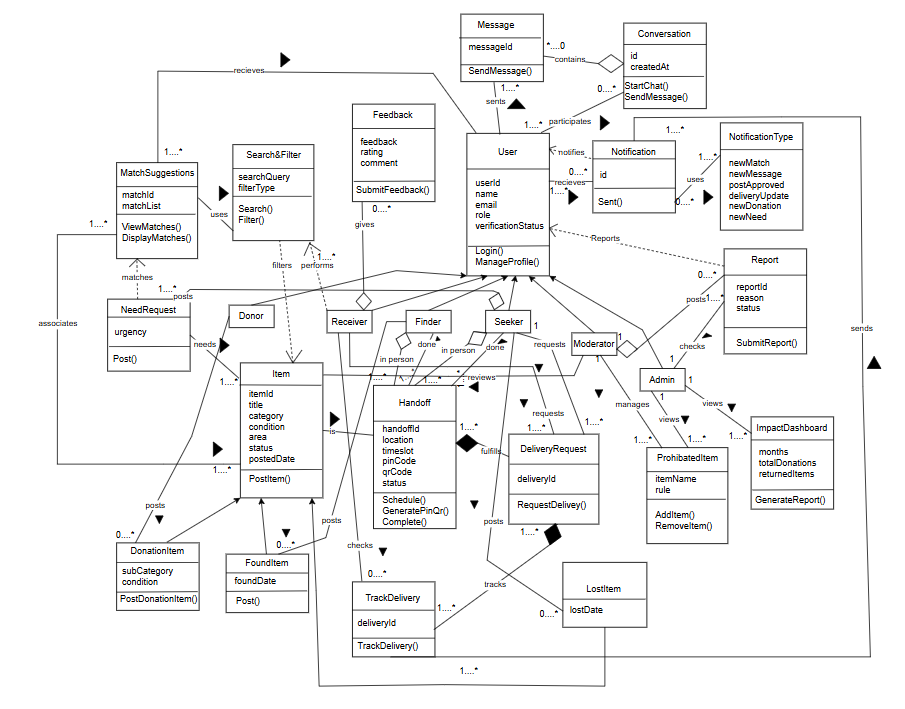 Message
messageId
SendMessage()
Conversation
id
createdAt
StartChat()
SendMessage()
*....0
contains
0....*
1....*
sents
1....*
participates
recieves
1....*
Feedback
feedback
rating
comment
SubmitFeedback()
0....*
gives
Search&Filter
searchQuery
filterType
Search()
Filter()
MatchSuggestions
matchId
matchList
ViewMatches()
DisplayMatches()
uses
User
userId
name
email
role
verificationStatus
Login()
ManageProfile()
notifies
0....*
recieves
1....*
Notification
id
Sent()
1....*
NotificationType
newMatch
newMessage
postApproved
deliveryUpdate
newDonation
newNeed
1....*
uses
0....*
Reports
Report
reportId
reason
status
SubmitReport()
0....*
posts
1....*
checks
1....*
matches
filters
performs
1....*
associates
1....*
posts
NeedRequest
urgency
Post()
needs
1....*
Donor
Receiver
Finder
Seeker
1
Moderator
1
1
Admin
1
1
1
in person
done
in person
done
requests
reviews
1....*
1....*
Item
itemId
title
category
condition
area
status
postedDate
PostItem()
is
1....*
Handoff
handoffId
location
timeslot
pinCode
qrCode
status
Schedule()
GeneratePinQr()
Complete()
1....*
fulfills
requests
1....*
1....*
DeliveryRequest
deliveryId
RequestDelivey()
1....*
manages
views
1....*
1....*
ProhibatedItem
itemName
rule
AddItem()
RemoveItem()
views
1....*
ImpactDashboard
months
totalDonations
returnedItems
GenerateReport()
sends
posts
0....*
DonationItem
subCategory
condition
PostDonationItem()
posts
0....*
FoundItem
foundDate
Post()
checks
0....*
TrackDelivery
deliveryId
TrackDelivery()
1....*
tracks
posts
0....*
LostItem
lostDate
1....*